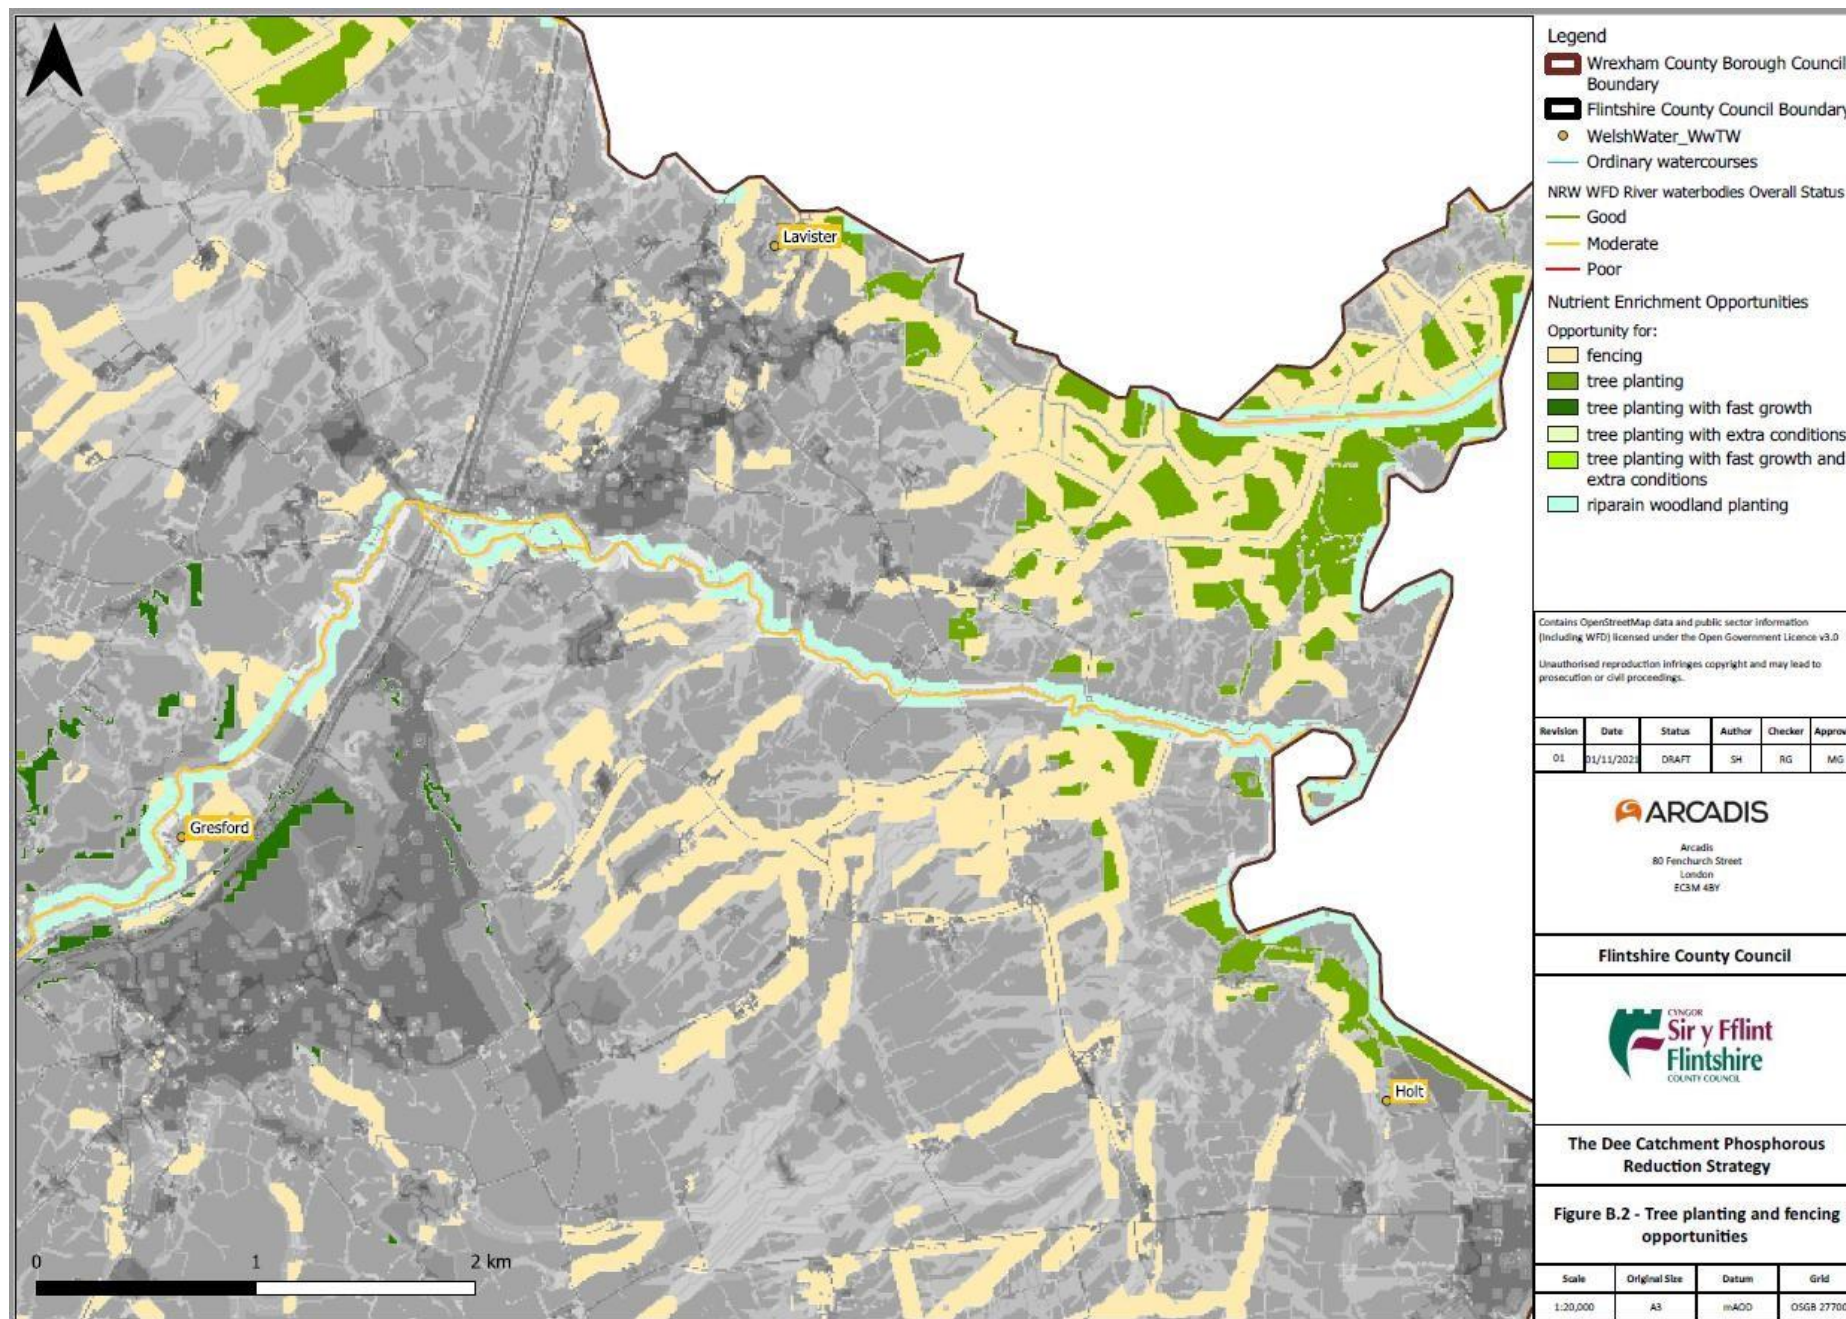 Lavister
Gresford
Holt
0 1 2 km
Legend
Wrexham County Borough Council
Boundary
Flintshire County Council Boundary
WelshWater_WwTW
Ordinary watercourses
NRW WFD River waterbodies Overall Status
Good
Moderate
Poor
Nutrient Enrichment Opportunities
Opportunity for:
fencing
tree planting
tree planting with fast growth
tree planting with extra conditions
tree planting with fast growth and
extra conditions
riparain woodland planting
Contains OpenStreetMap data and public sector information
(including WFD) licensed under the Open Government Licence v3.0
Unauthorised reproduction infringes copyright and may lead to
prosecution or civil proceedings.
Revision Date Status Author Checker Approv
01 01/11/2021 DRAFT SH RG MG
ARCADIS
Arcadis
80 Fenchurch Street
London
EC3M 4BY
Flintshire County Council
CYNGOR
Sir y Fflint
Flintshire
COUNTY COUNCIL
The Dee Catchment Phosphorous
Reduction Strategy
Figure B.2 - Tree planting and fencing
opportunities
Scale Original Size Datum Grid
1:20,000 A3 mAOD OSGB 27700